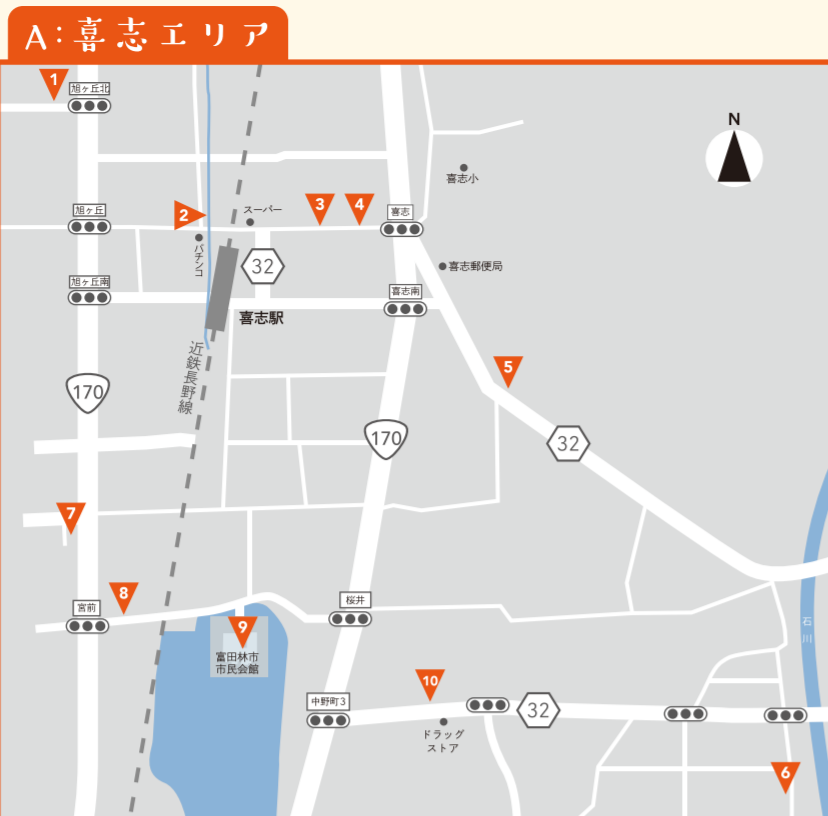 A:喜志エリア
1
旭ヶ丘北
N
喜志小
旭ヶ丘
2
スーパー
3
4
喜志
パチンコ
32
喜志郵便局
旭ヶ丘南
喜志南
喜志駅
近鉄長野線
5
170
170
32
7
8
宮前
桜井
9
富田林市
市民会館
石川
10
中野町3
32
ドラッグ
ストア
6